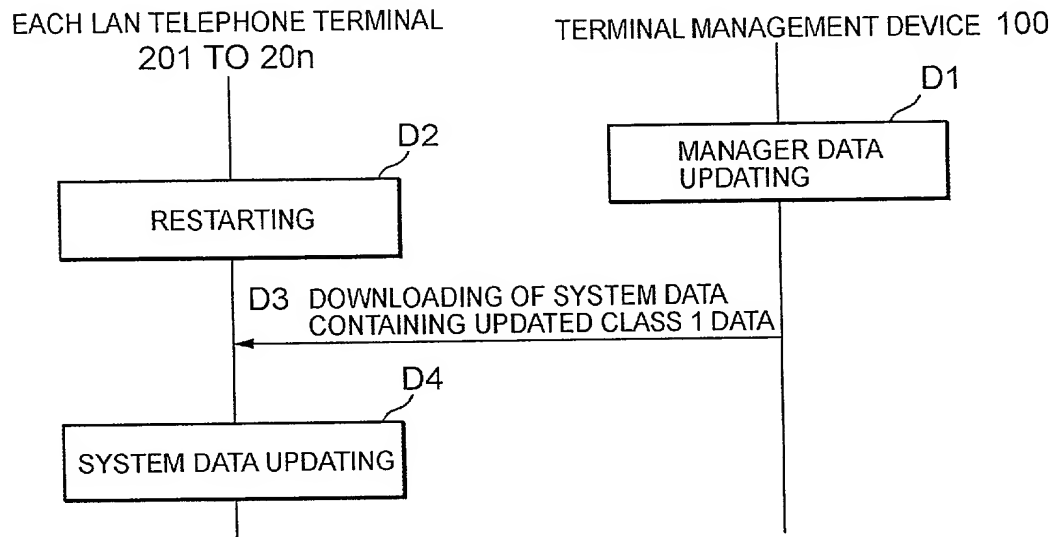 EACH LAN TELEPHONE TERMINAL
201 TO 20n
TERMINAL MANAGEMENT DEVICE 100
D1
MANAGER DATA
UPDATING
D2
RESTARTING
D3 DOWNLOADING OF SYSTEM DATA
CONTAINING UPDATED CLASS 1 DATA
D4
SYSTEM DATA UPDATING